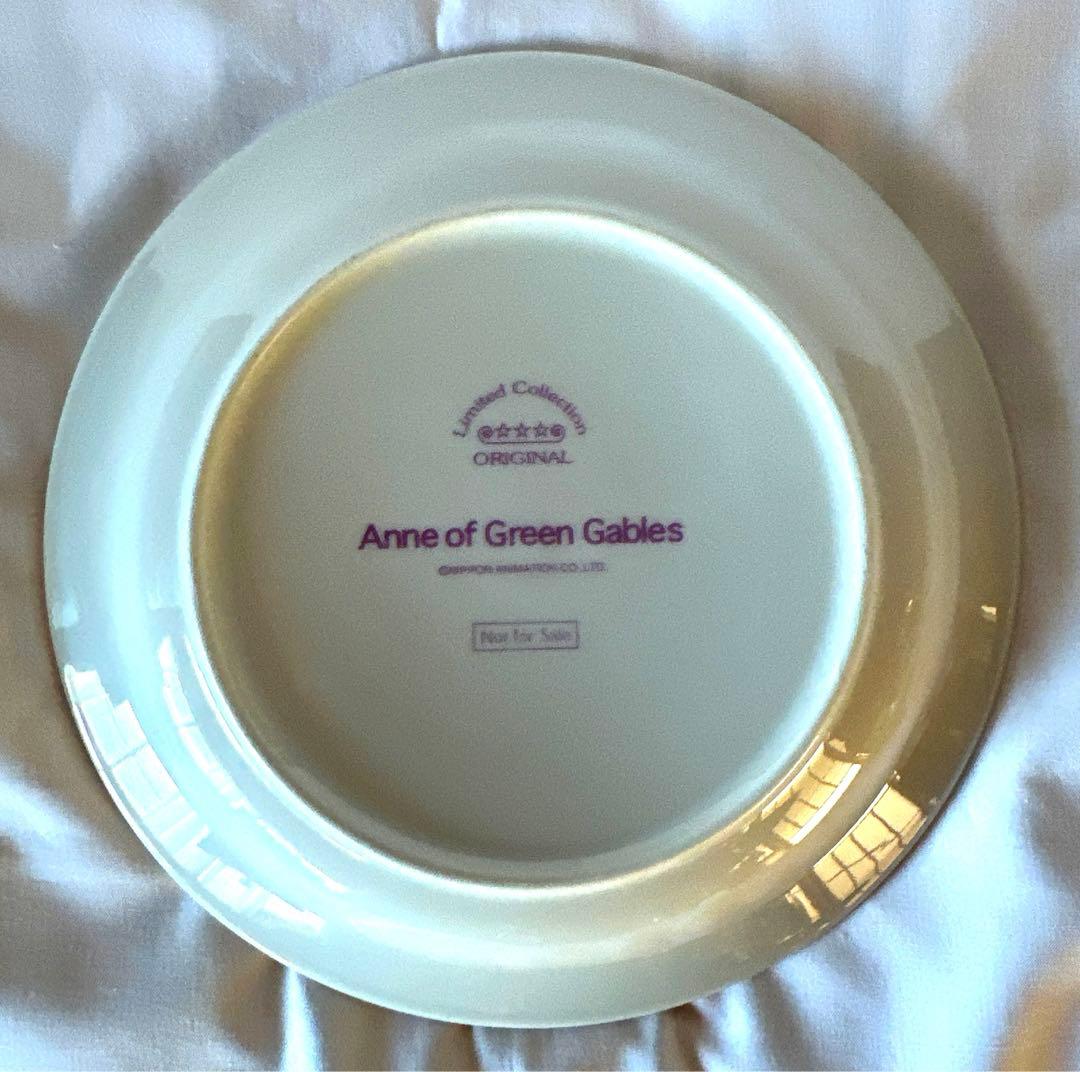 Limited Collection
ORIGINAL
Anne of Green Gables
©NIPPON ANIMATION CO.,LTD.
Not for Sale